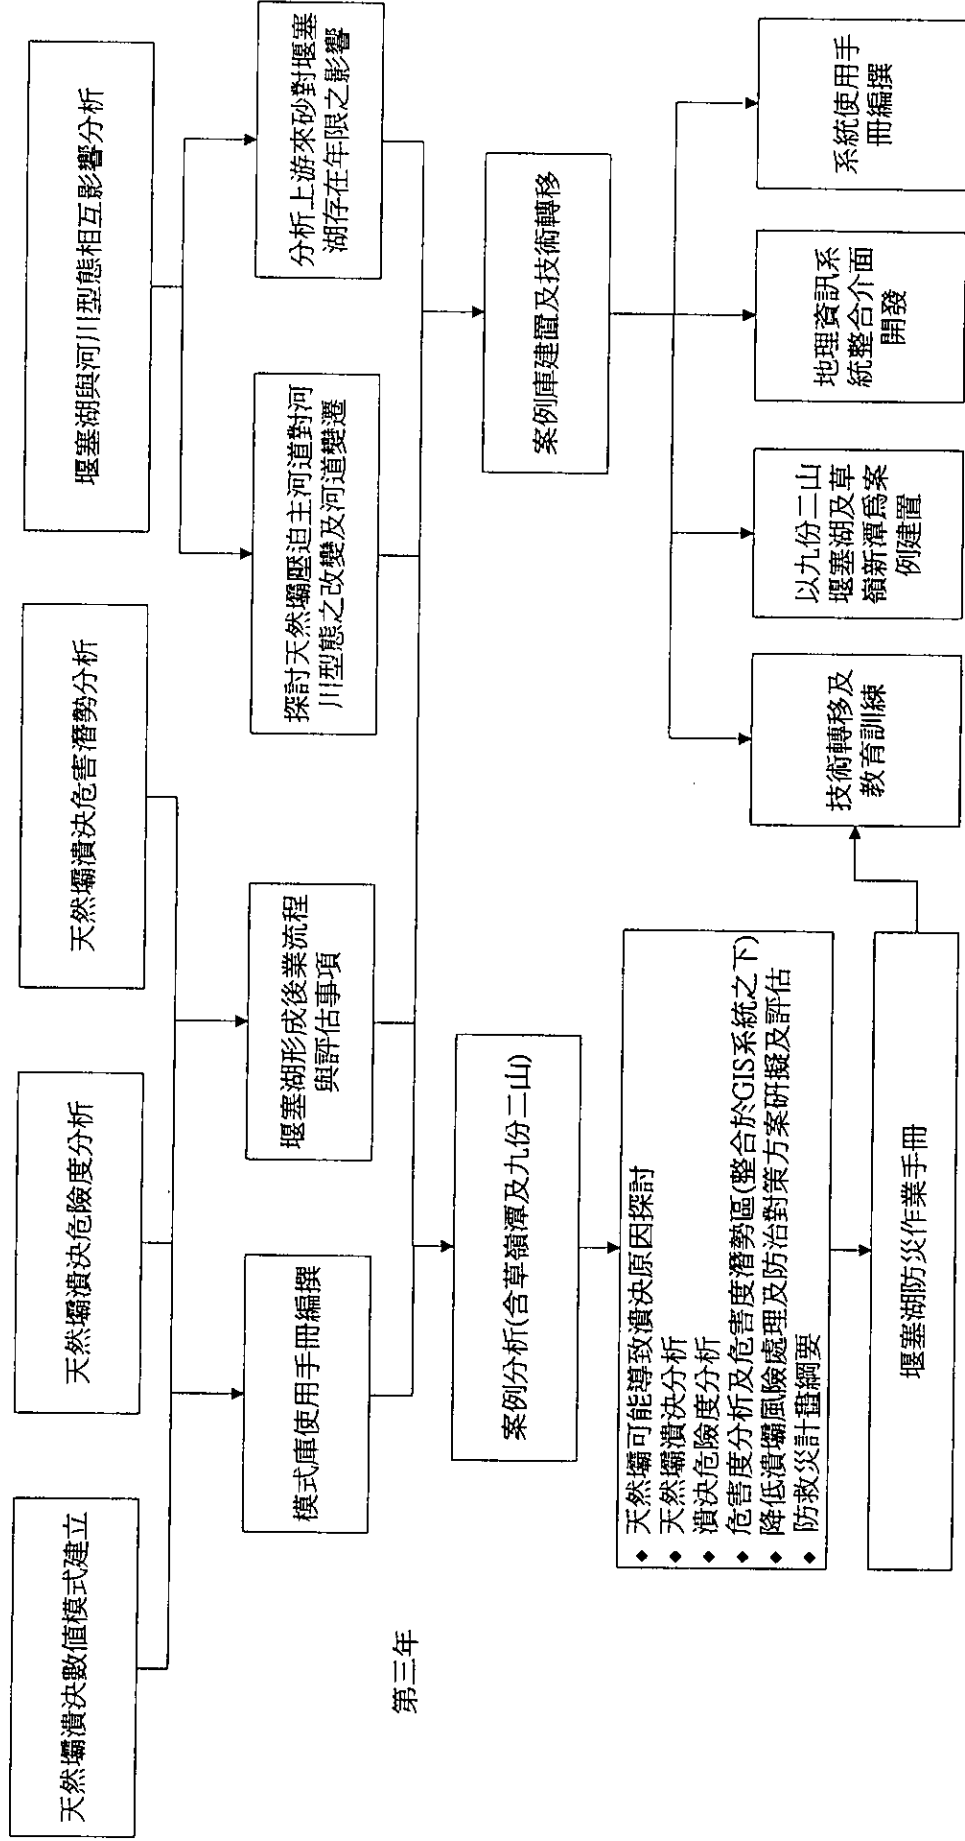 天然壩潰決數值模式建立
天然壩潰決危險度分析
天然壩潰決危害潛勢分析
堰塞湖與河川型態相互影響分析
模式庫使用手冊編撰
堰塞湖形成後業流程
與評估事項
探討天然壩壓迫主河道對河
川型態之改變及河道變遷
分析上游來砂對堰塞
湖存在年限之影響
第三年
案例分析(含草嶺潭及九份二山)
案例庫建置及技術轉移
◆ 天然壩可能導致潰決原因探討
◆ 天然壩潰決分析
◆ 潰決危險度分析
◆ 危害度分析及危害度潛勢區(整合於GIS系統之下)
◆ 降低潰壩風險處理及防治對策方案研擬及評估
◆ 防救災計畫綱要
技術轉移及
教育訓練
以九份二山
堰塞湖及草
嶺新潭為案
例建置
地理資訊系
統整合介面
開發
系統使用手
冊編撰
堰塞湖防災作業手冊